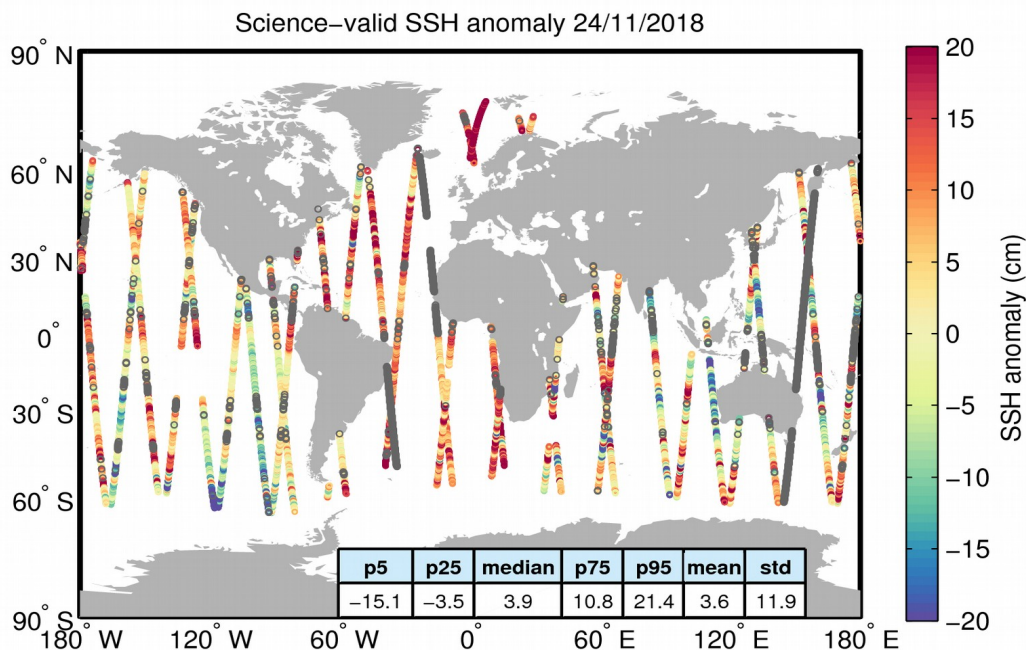 Science−valid SSH anomaly 24/11/2018
90° N
60° N
30° N
0°
30° S
60° S
90° S
180° W
120° W
60° W
0°
60° E
120° E
180° E
p5 p25 median p75 p95 mean std
−15.1 −3.5 3.9 10.8 21.4 3.6 11.9
20
15
10
5
0
−5
−10
−15
−20
SSH anomaly (cm)